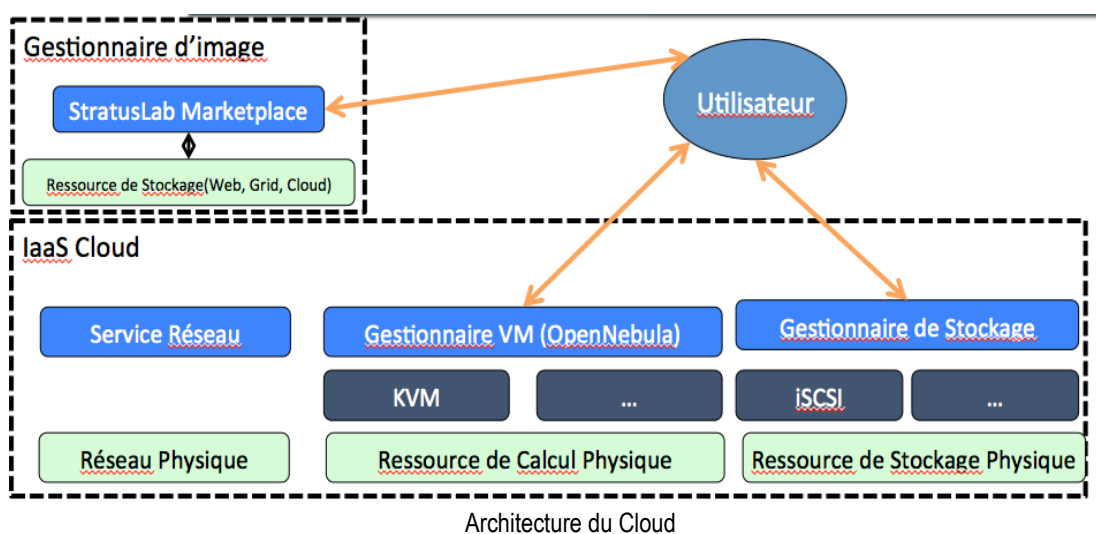 Gestionnaire d'image
StratusLab Marketplace
Ressource de Stockage(Web, Grid, Cloud)
Utilisateur
IaaS Cloud
Service Réseau
Gestionnaire VM (OpenNebula)
Gestionnaire de Stockage
KVM
...
iSCSI
...
Réseau Physique
Ressource de Calcul Physique
Ressource de Stockage Physique
Architecture du Cloud